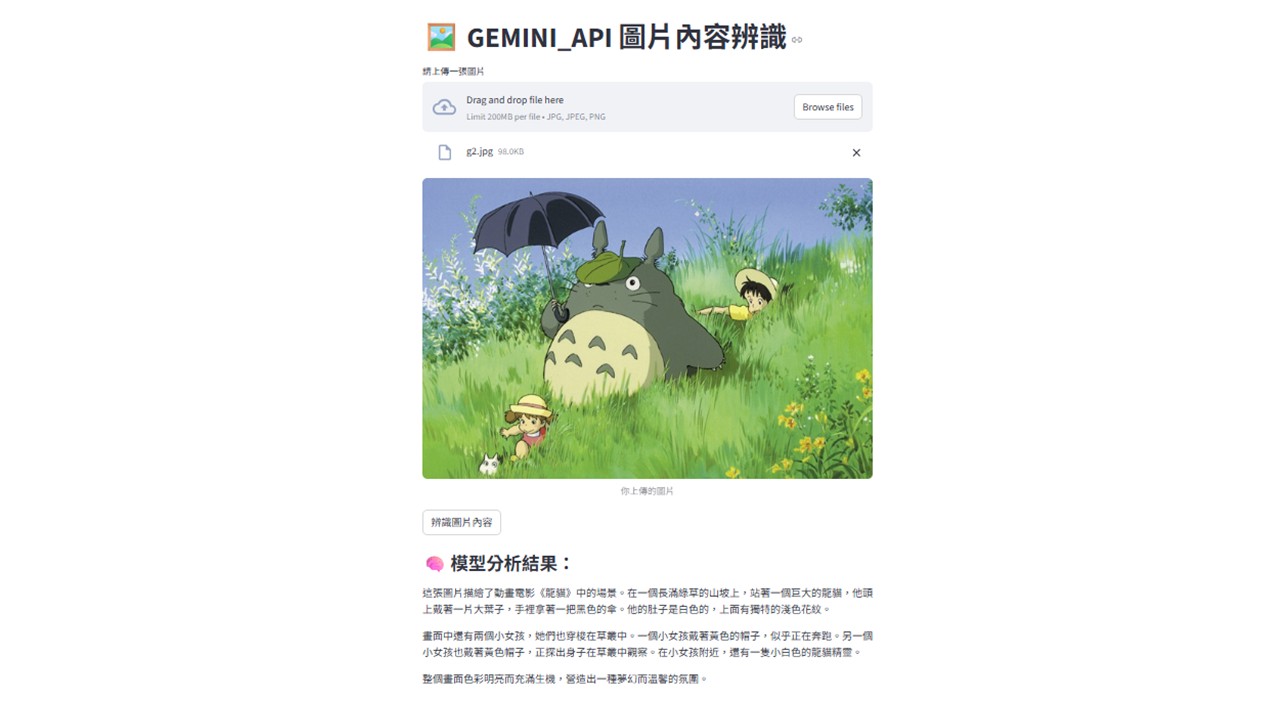 GEMINI_API 圖片內容辨識
請上傳一張圖片
Drag and drop file here
Limit 200MB per file • JPG, JPEG, PNG
Browse files
g2.jpg 98.0KB
你上傳的圖片
辨識圖片內容
模型分析結果：
這張圖片描繪了動畫電影《龍貓》中的場景。在一個長滿綠草的山坡上，站著一個巨大的龍貓，他頭
上戴著一片大葉子，手裡拿著一把黑色的傘。他的肚子是白色的，上面有獨特的淺色花紋。
畫面中還有兩個小女孩，她們也穿梭在草叢中。一個小女孩戴著黃色的帽子，似乎正在奔跑。另一個
小女孩也戴著黃色帽子，正探出身子在草叢中觀察。在小女孩附近，還有一隻小白色的龍貓精靈。
整個畫面色彩明亮而充滿生機，營造出一種夢幻而溫馨的氛圍。